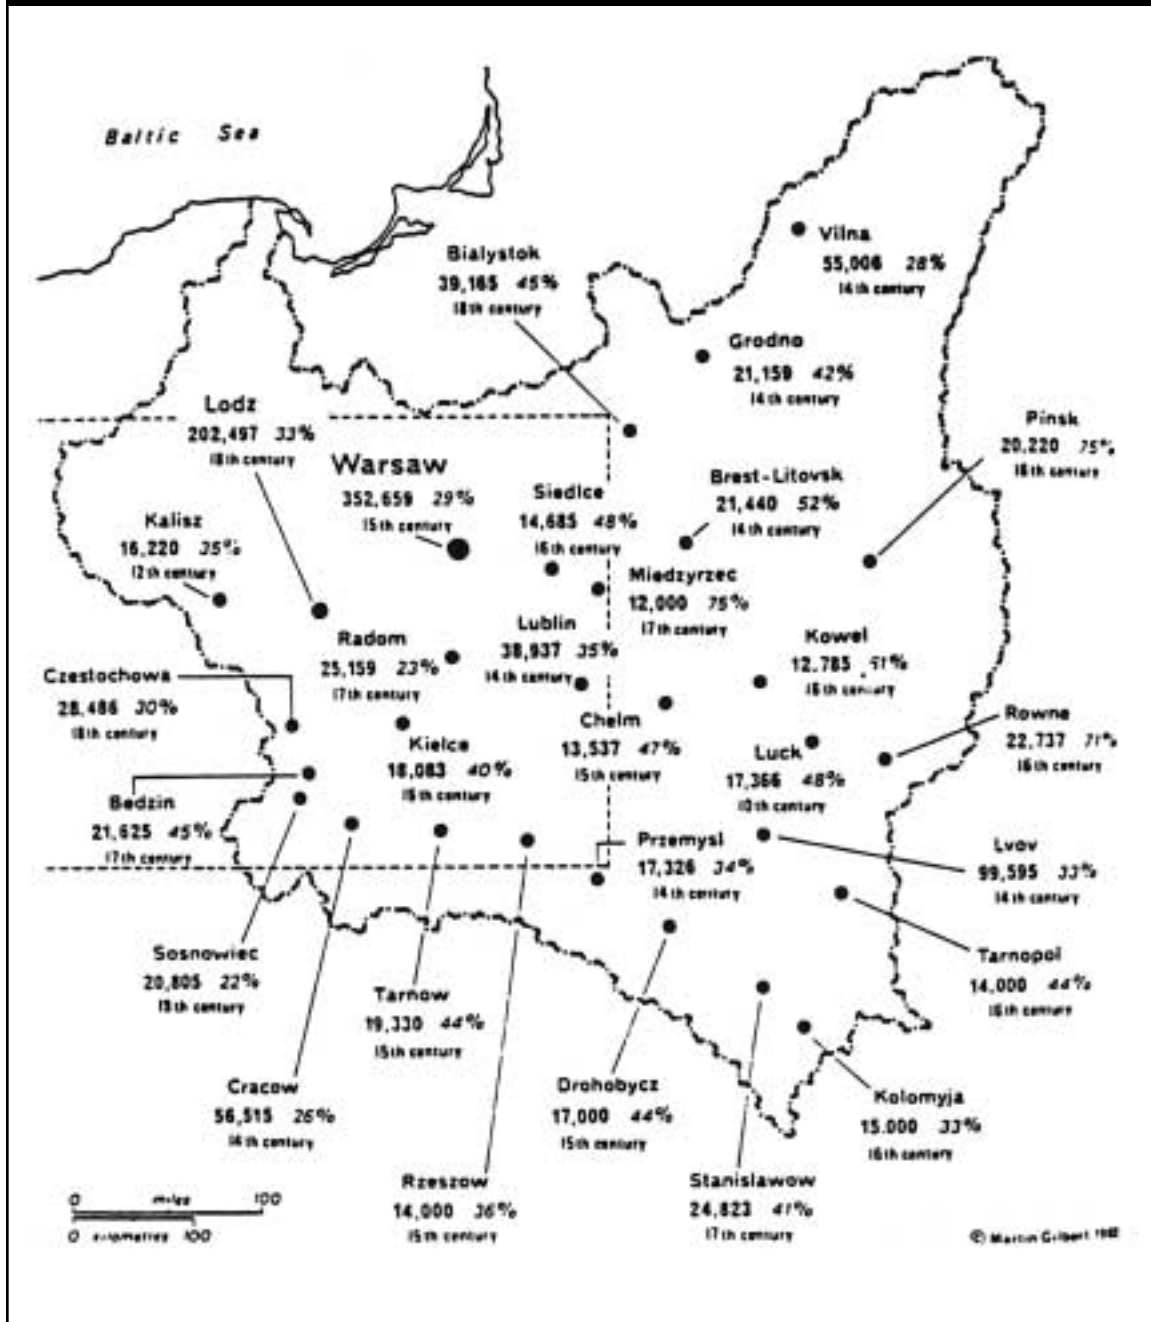 Baltic Sea
Bialystok
39,165 45%
18th century
Vilna
55,006 28%
14th century
Grodno
21,159 42%
14th century
Lodz
202,497 33%
18th century
Pinsk
20,220 75%
16th century
Warsaw
352,659 29%
15th century
Siedlce
14,685 48%
16th century
Brest-Litovsk
21,440 52%
14th century
Kalisz
16,220 35%
12th century
Miedzyrzec
12,000 75%
17th century
Lublin
38,937 35%
14th century
Radom
25,159 23%
17th century
Kowel
12.785
16th century
Czestochowa
28,486 30%
18th century
Chelm
13,537 47%
15th century
Rowne
22,737 71%
16th century
Kielce
18,083 40%
16th century
Luck
17,366 48%
10th century
Bedzin
21,625 45%
17th century
Przemysl
17,326 34%
14th century
Lvov
99,595 33%
14th century
Sosnowiec
20,805 22%
century
Tarnopol
14,000 44%
16th century
Tarnow
19,330 44%
15th century
Cracow
56,515 26%
14th century
Drohobycz
17,000 44%
15th century
Kolomyja
15.000 33%
16th century
Rzeszow
14,000 36%
15th century
Stanislawow
24,823 41%
17th century
0 miles 100
0 kilometres 100
© Martin Gilbert